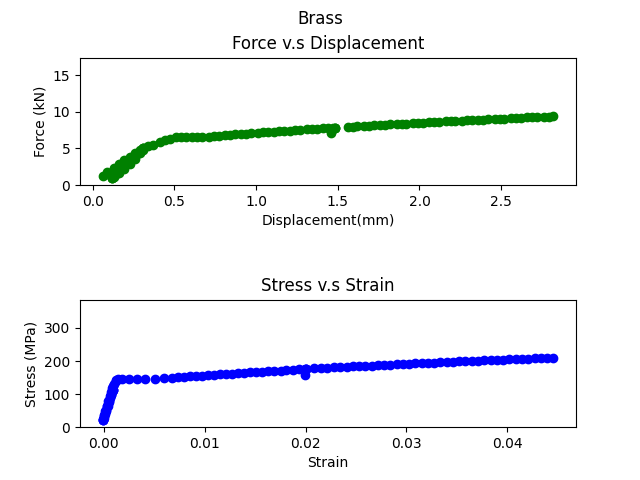 Brass
Force v.s Displacement
15
10
5
0
Force (kN)
0.0 0.5 1.0 1.5 2.0 2.5
Displacement(mm)
Stress v.s Strain
300
200
100
0
Stress (MPa)
0.00 0.01 0.02 0.03 0.04
Strain